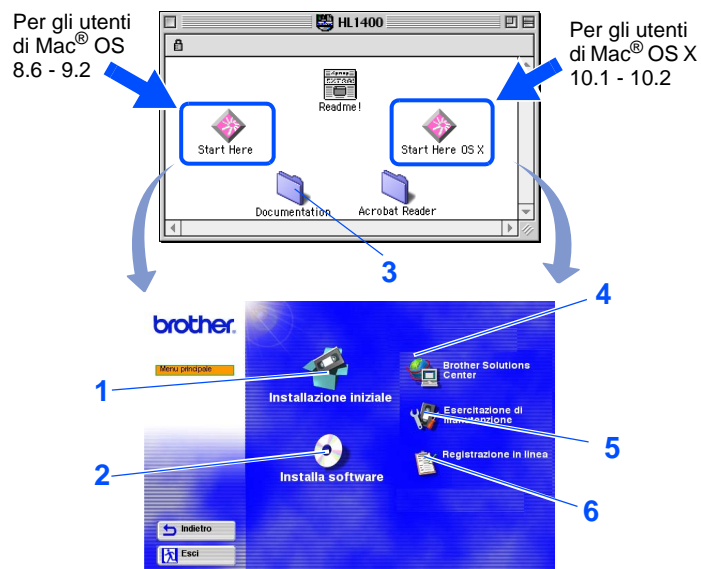 Per gli utenti
di Mac® OS
8.6 - 9.2
HL1400
Per gli utenti
di Mac® OS X
10.1 - 10.2
Readme!
Start Here
Start Here OS X
Documentation
Acrobat Reader
3
4
brother
Menu principale
1
Installazione iniziale
Brother Solutions
Center
Esercitazione di
manutenzione
5
2
Installa software
Registrazione in linea
6
Indietro
Esci